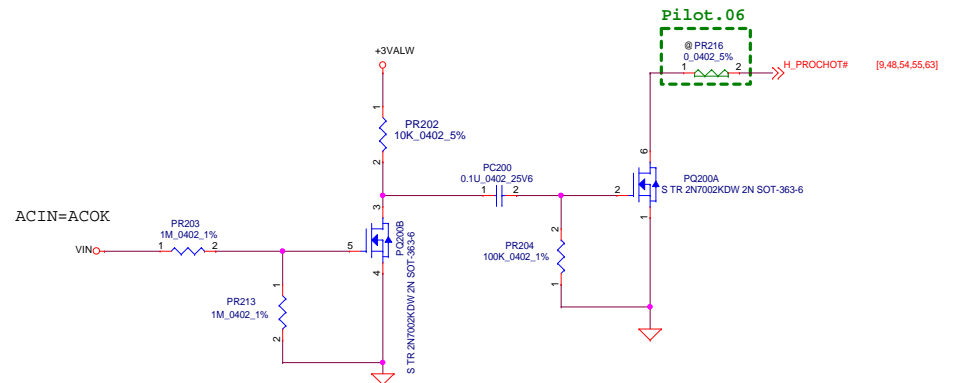 Pilot.06
@ PR216
0_0402_5%
1 2
H_PROCHOT# [9,48,54,55,63]
+3VALW
1
PR202
10K_0402_5%
2
6
PC200
0.1U_0402_25V6
1 2
2
PQ200A
S TR 2N7002KDW 2N SOT-363-6
1
3
ACIN=ACOK
PR203
1M_0402_1%
VIN
1 2
5
PQ200B
S TR 2N7002KDW 2N SOT-363-6
4
2
PR204
100K_0402_1%
1
1
PR213
1M_0402_1%
2